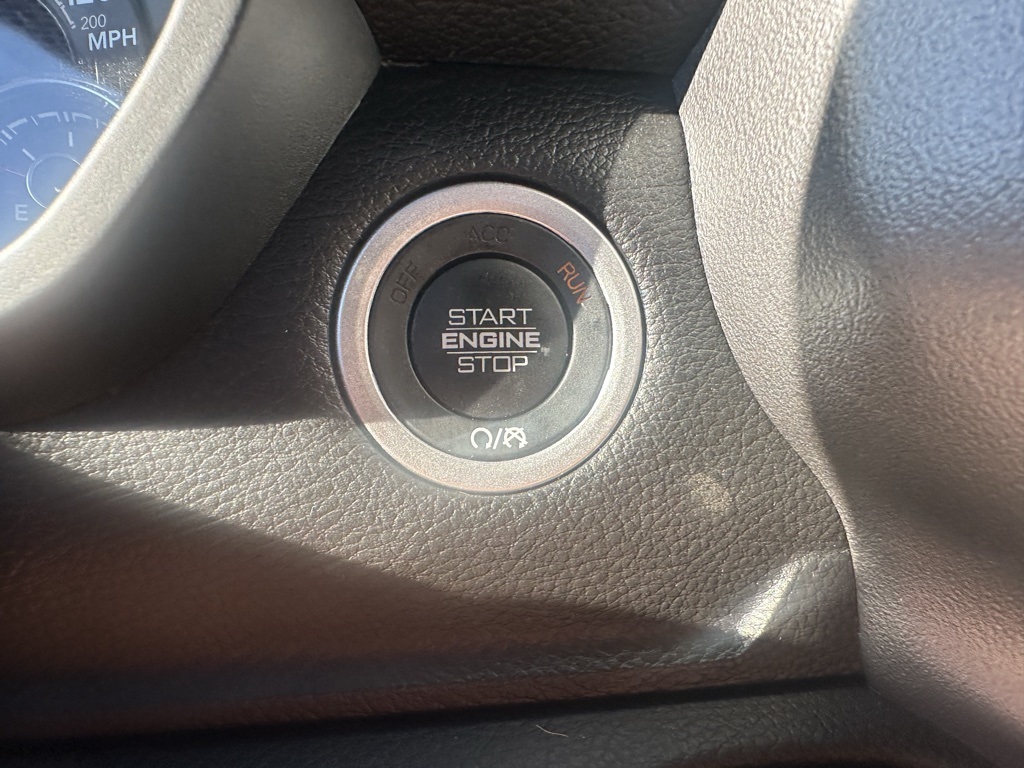 200
MPH
E
OFF
ACC
RUN
START
ENGINE
STOP